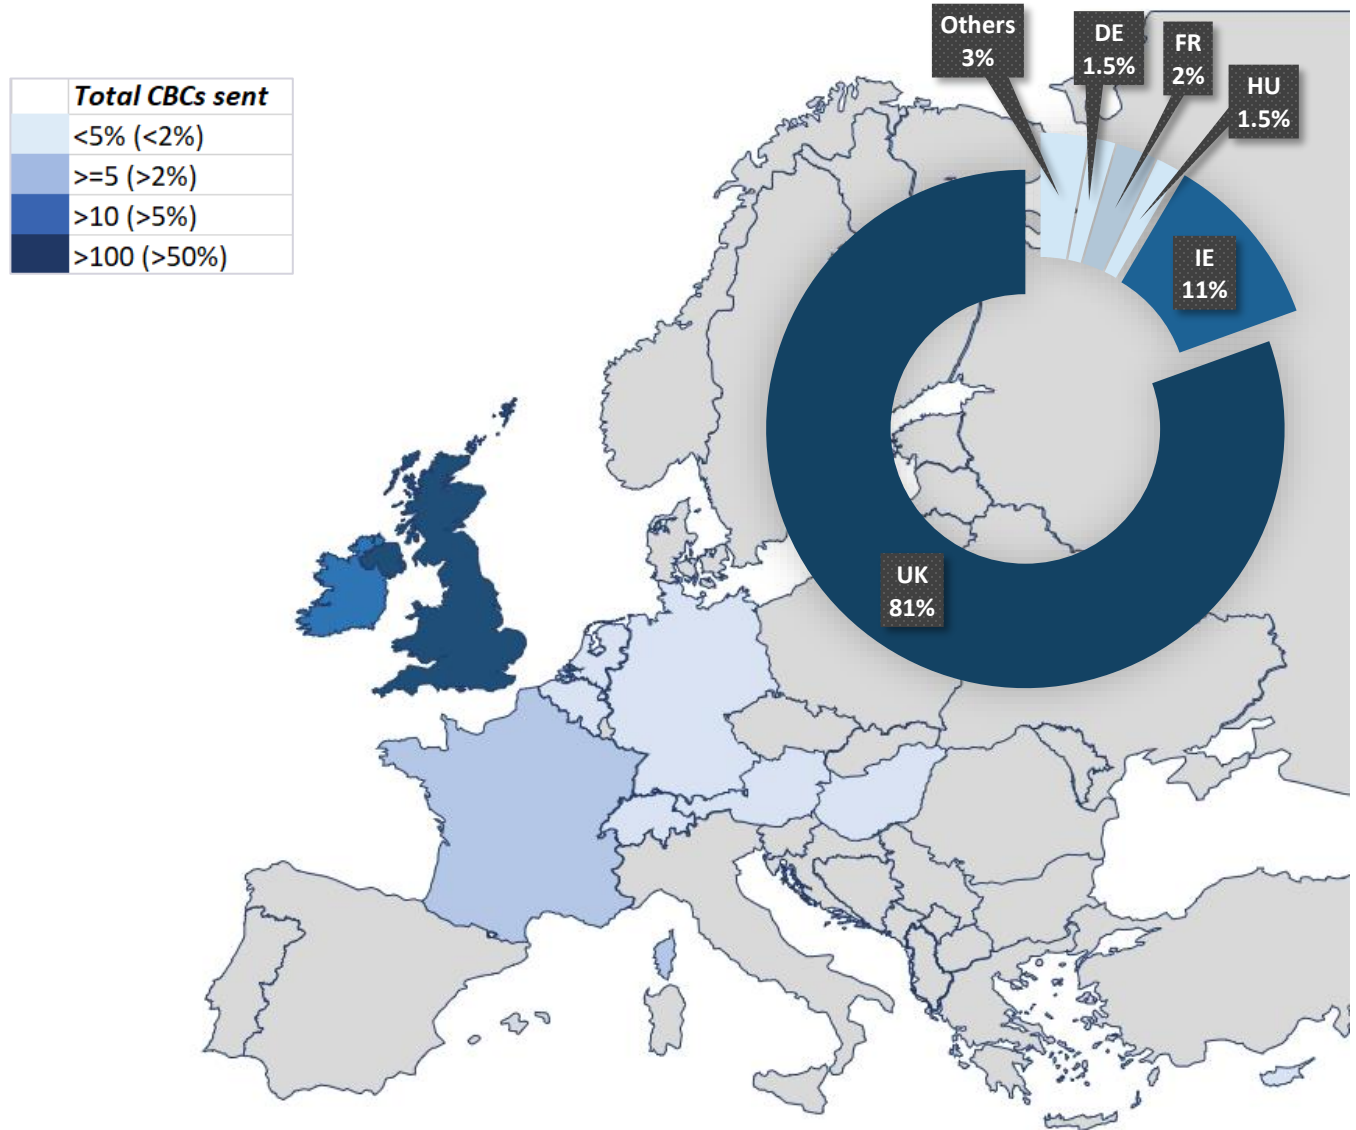 Total CBCs sent
<5% (<2%)
>=5 (>2%)
>10 (>5%)
>100 (>50%)
Others
3%
DE
1.5%
FR
2%
HU
1.5%
IE
11%
UK
81%